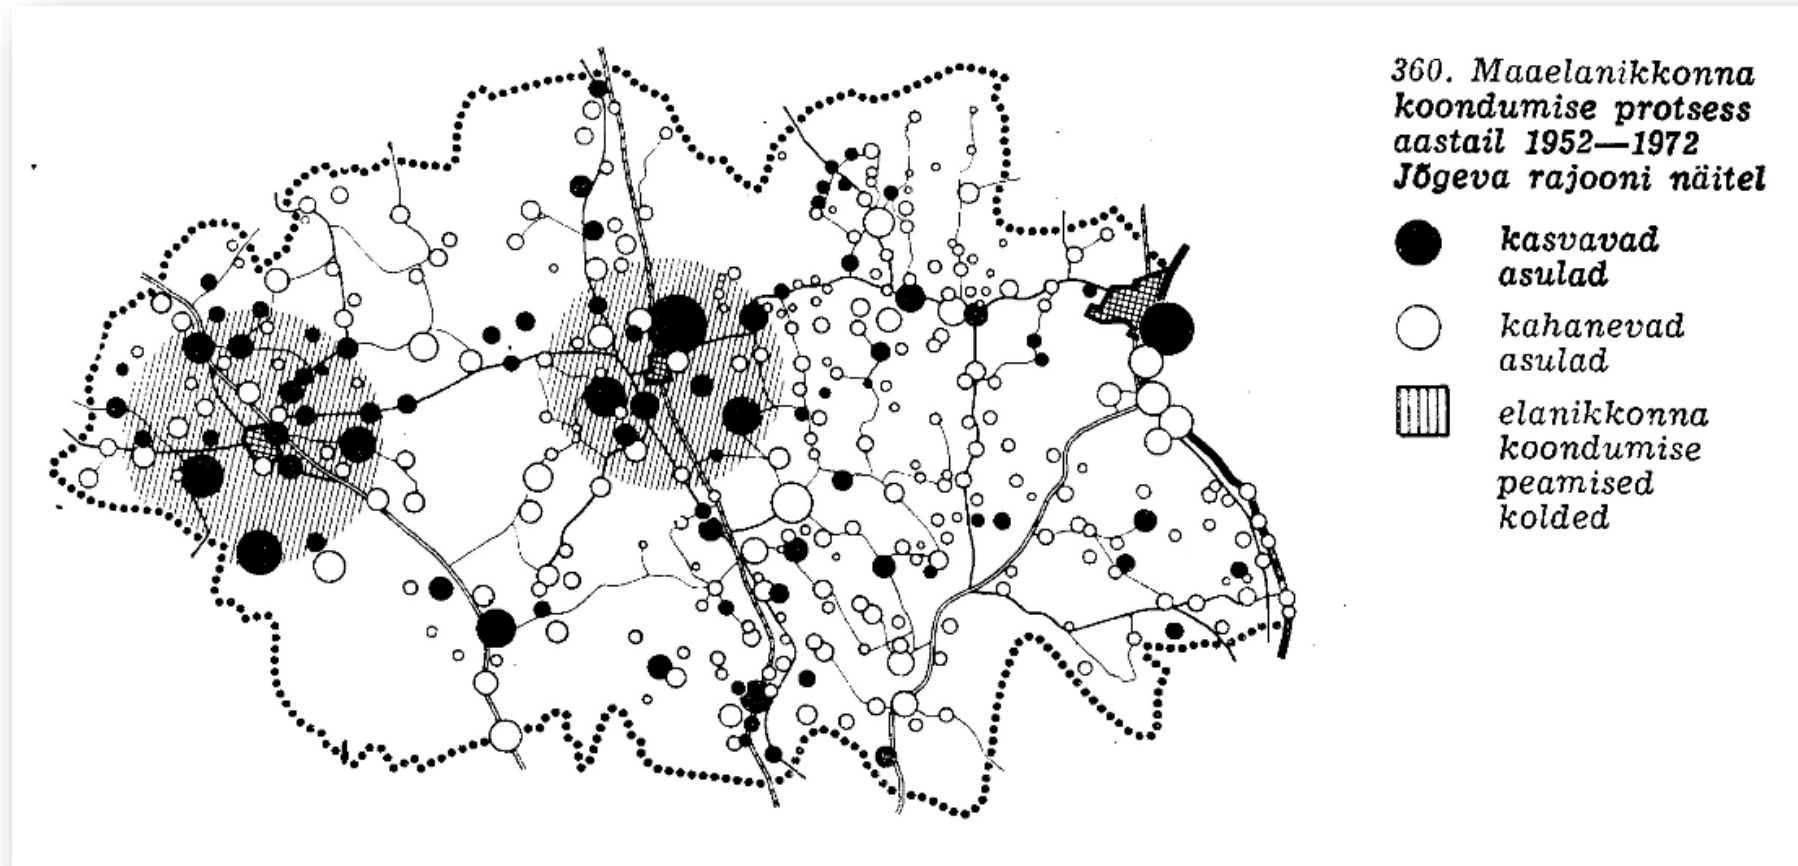 360. Maaelanikkonna
koondumise protsess
aastail 1952—1972
Jõgeva rajooni näitel
kasvavad
asulad
kahanevad
asulad
elanikkonna
koondumise
peamised
kolded